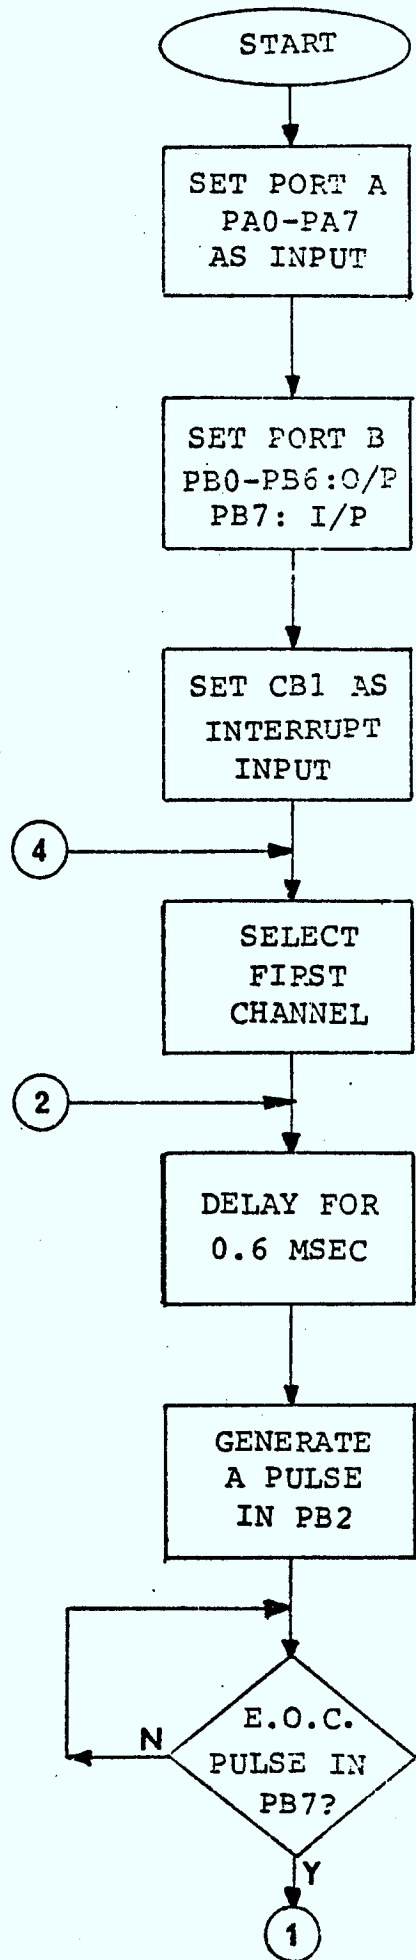 START
SET PORT A
PA0-PA7
AS INPUT
SET PORT B
PB0-PB6:O/P
PB7: I/P
SET CB1 AS
INTERRUPT
INPUT
4
SELECT
FIRST
CHANNEL
2
DELAY FOR
0.6 MSEC
GENERATE
A PULSE
IN PB2
E.O.C.
N
PULSE IN
PB7?
Y
1